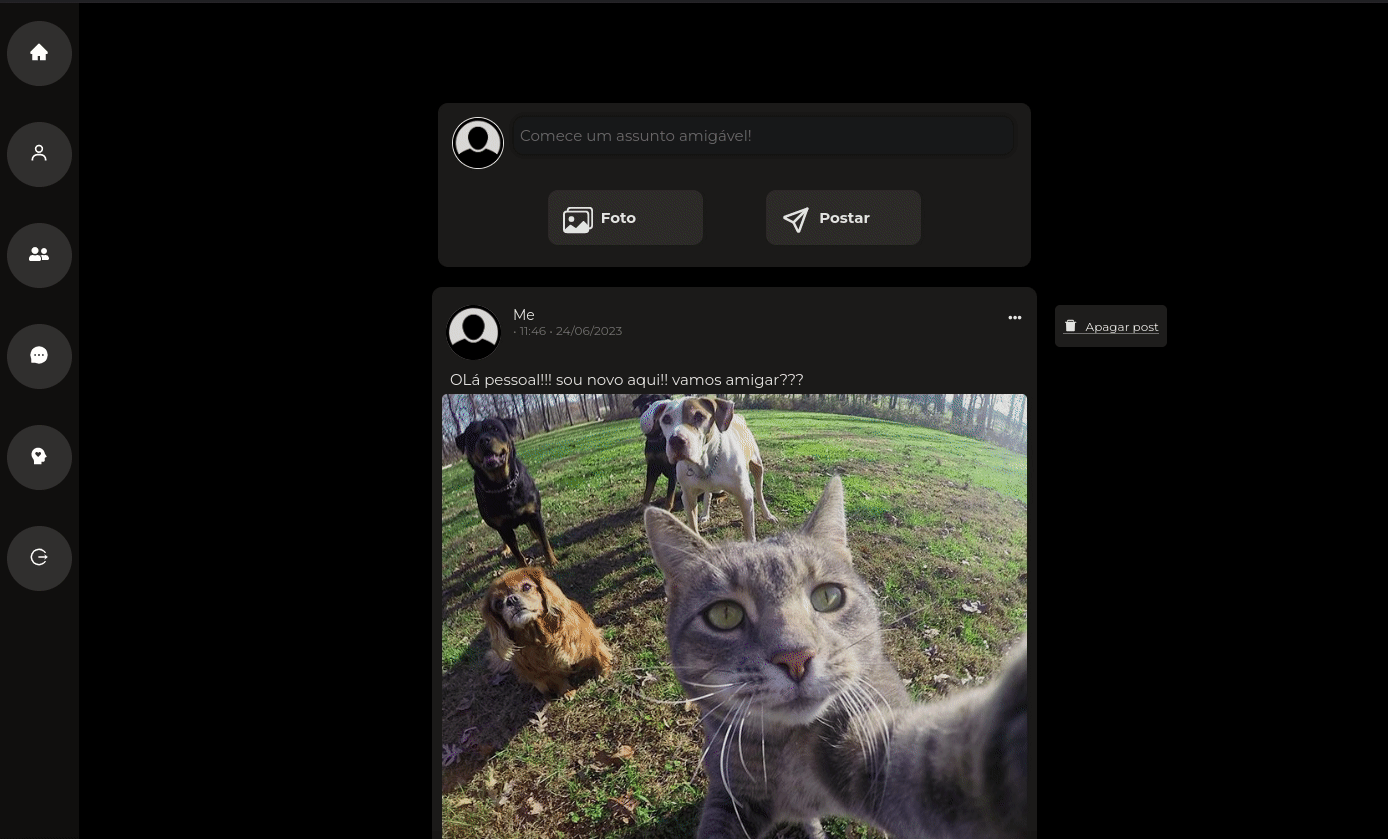 Comece um assunto amigável!
Foto
Postar
Me
• 11:46 • 24/06/2023
Apagar post
OLá pessoal!!! sou novo aqui!! vamos amigar???